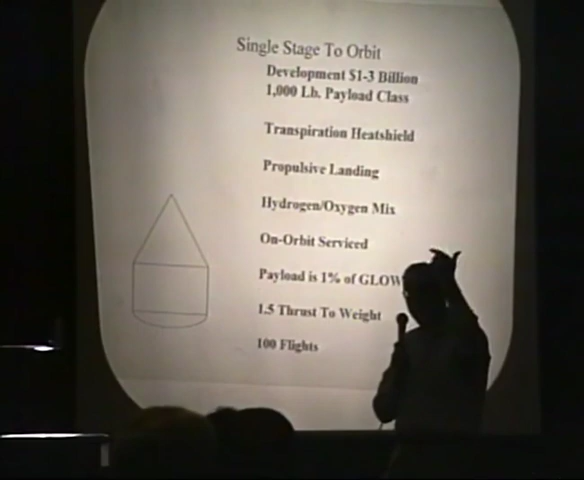 Single Stage To Orbit
Development $1-3 Billion
1,000 Lb. Payload Class
Transpiration Heatshield
Propulsive Landing
Hydrogen/Oxygen Mix
On-Orbit Serviced
Payload is 1% of GLOW
1.5 Thrust To Weight
100 Flights